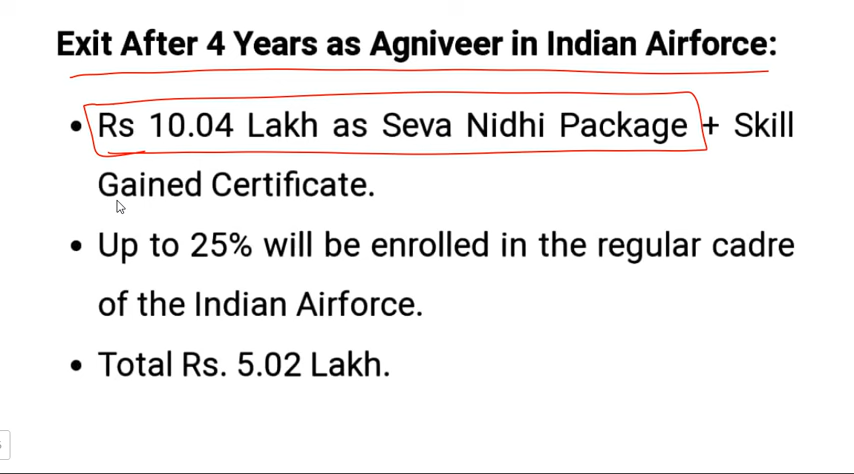 Exit After 4 Years as Agniveer in Indian Airforce:
• Rs 10.04 Lakh as Seva Nidhi Package + Skill
Gained Certificate.
• Up to 25% will be enrolled in the regular cadre
of the Indian Airforce.
• Total Rs. 5.02 Lakh.